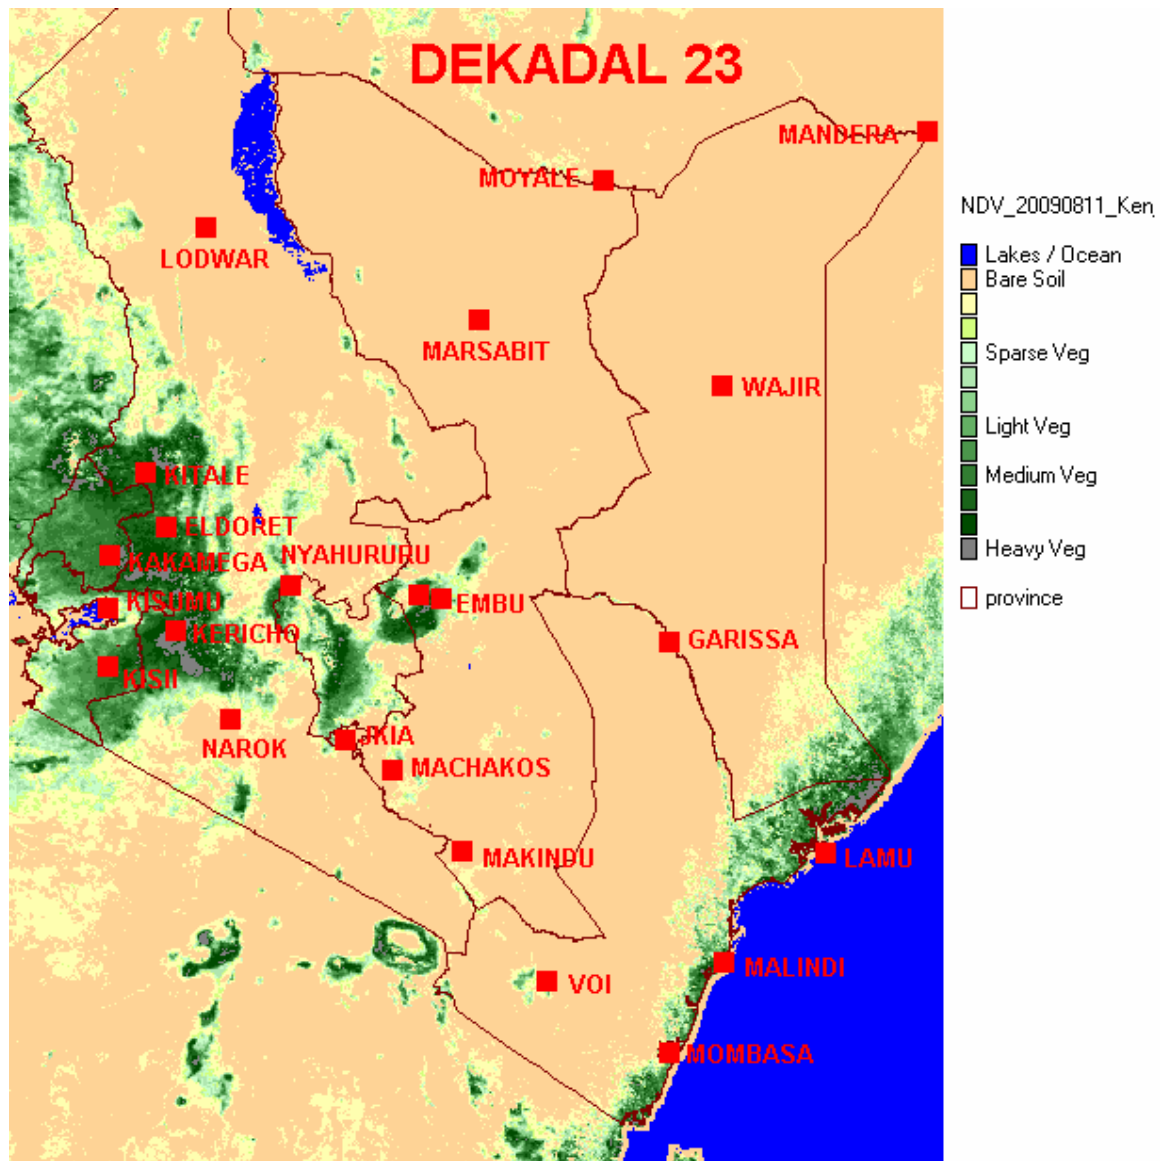 DEKADAL 23
MANDERA
MOYALE
LODWAR
MARSABIT
WAJIR
KITALE
ELDORET
KAKAMEGA
NYAHURURU
KISUMU
EMBU
KERICHO
GARISSA
KISII
NAROK
JKIA
MACHAKOS
MAKINDU
LAMU
MALINDI
VOI
MOMBASA
NDV_20090811_Ken
Lakes / Ocean
Bare Soil
Sparse Veg
Light Veg
Medium Veg
Heavy Veg
province